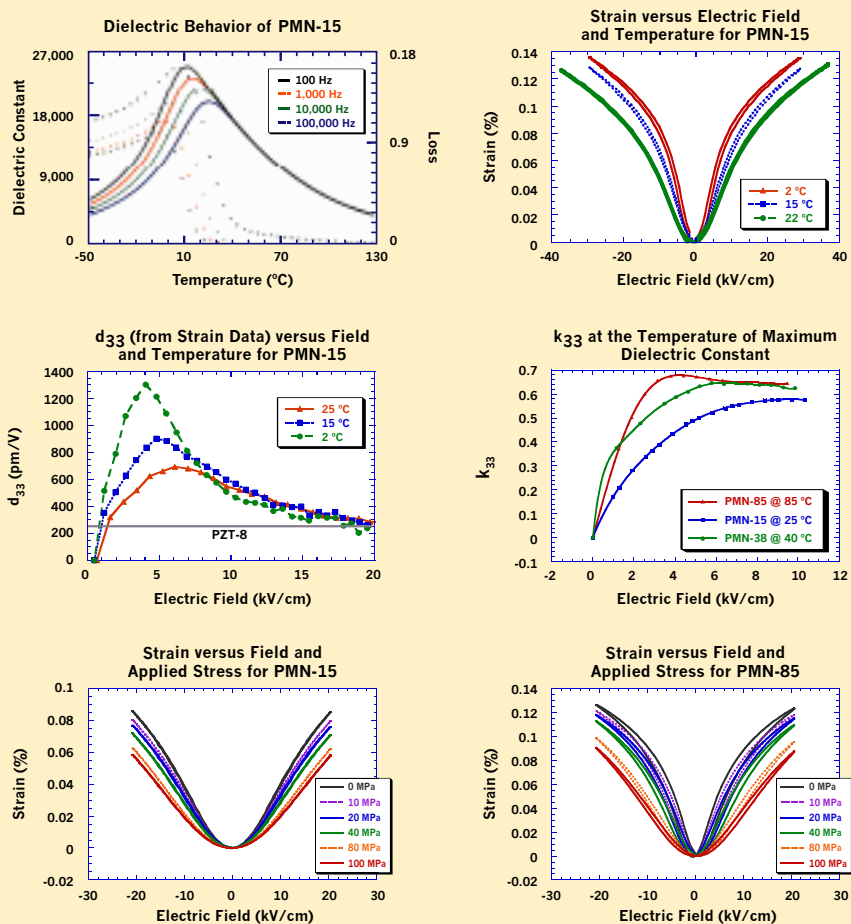 Dielectric Behavior of PMN-15
27,000
18,000
9,000
0
Dielectric Constant
0.18
0.9
0
Loss
100 Hz
1,000 Hz
10,000 Hz
100,000 Hz
-50
10
70
130
Temperature (ºC)
Strain versus Electric Field
and Temperature for PMN-15
0.14
0.12
0.1
0.08
0.06
0.04
0.02
0
Strain (%)
2 ºC
15 ºC
22 ºC
-40
-20
0
20
40
Electric Field (kV/cm)
d33 (from Strain Data) versus Field
and Temperature for PMN-15
1400
1200
1000
800
600
400
200
0
d33 (pm/V)
25 ºC
15 ºC
2 ºC
PZT-8
0
5
10
15
20
Electric Field (kV/cm)
k33 at the Temperature of Maximum
Dielectric Constant
0.7
0.6
0.5
0.4
0.3
0.2
0.1
0
-0.1
k33
PMN-85 @ 85 ºC
PMN-15 @ 25 ºC
PMN-38 @ 40 ºC
-2
0
2
4
6
8
10
12
Electric Field (kV/cm)
Strain versus Field and
Applied Stress for PMN-15
0.1
0.08
0.06
0.04
0.02
0
-0.02
Strain (%)
0 MPa
10 MPa
20 MPa
40 MPa
80 MPa
100 MPa
-30
-20
-10
0
10
20
30
Electric Field (kV/cm)
Strain versus Field and
Applied Stress for PMN-85
0.14
0.12
0.1
0.08
0.06
0.04
0.02
0
-0.02
Strain (%)
0 MPa
10 MPa
20 MPa
40 MPa
80 MPa
100 MPa
-30
-20
-10
0
10
20
30
Electric Field (kV/cm)